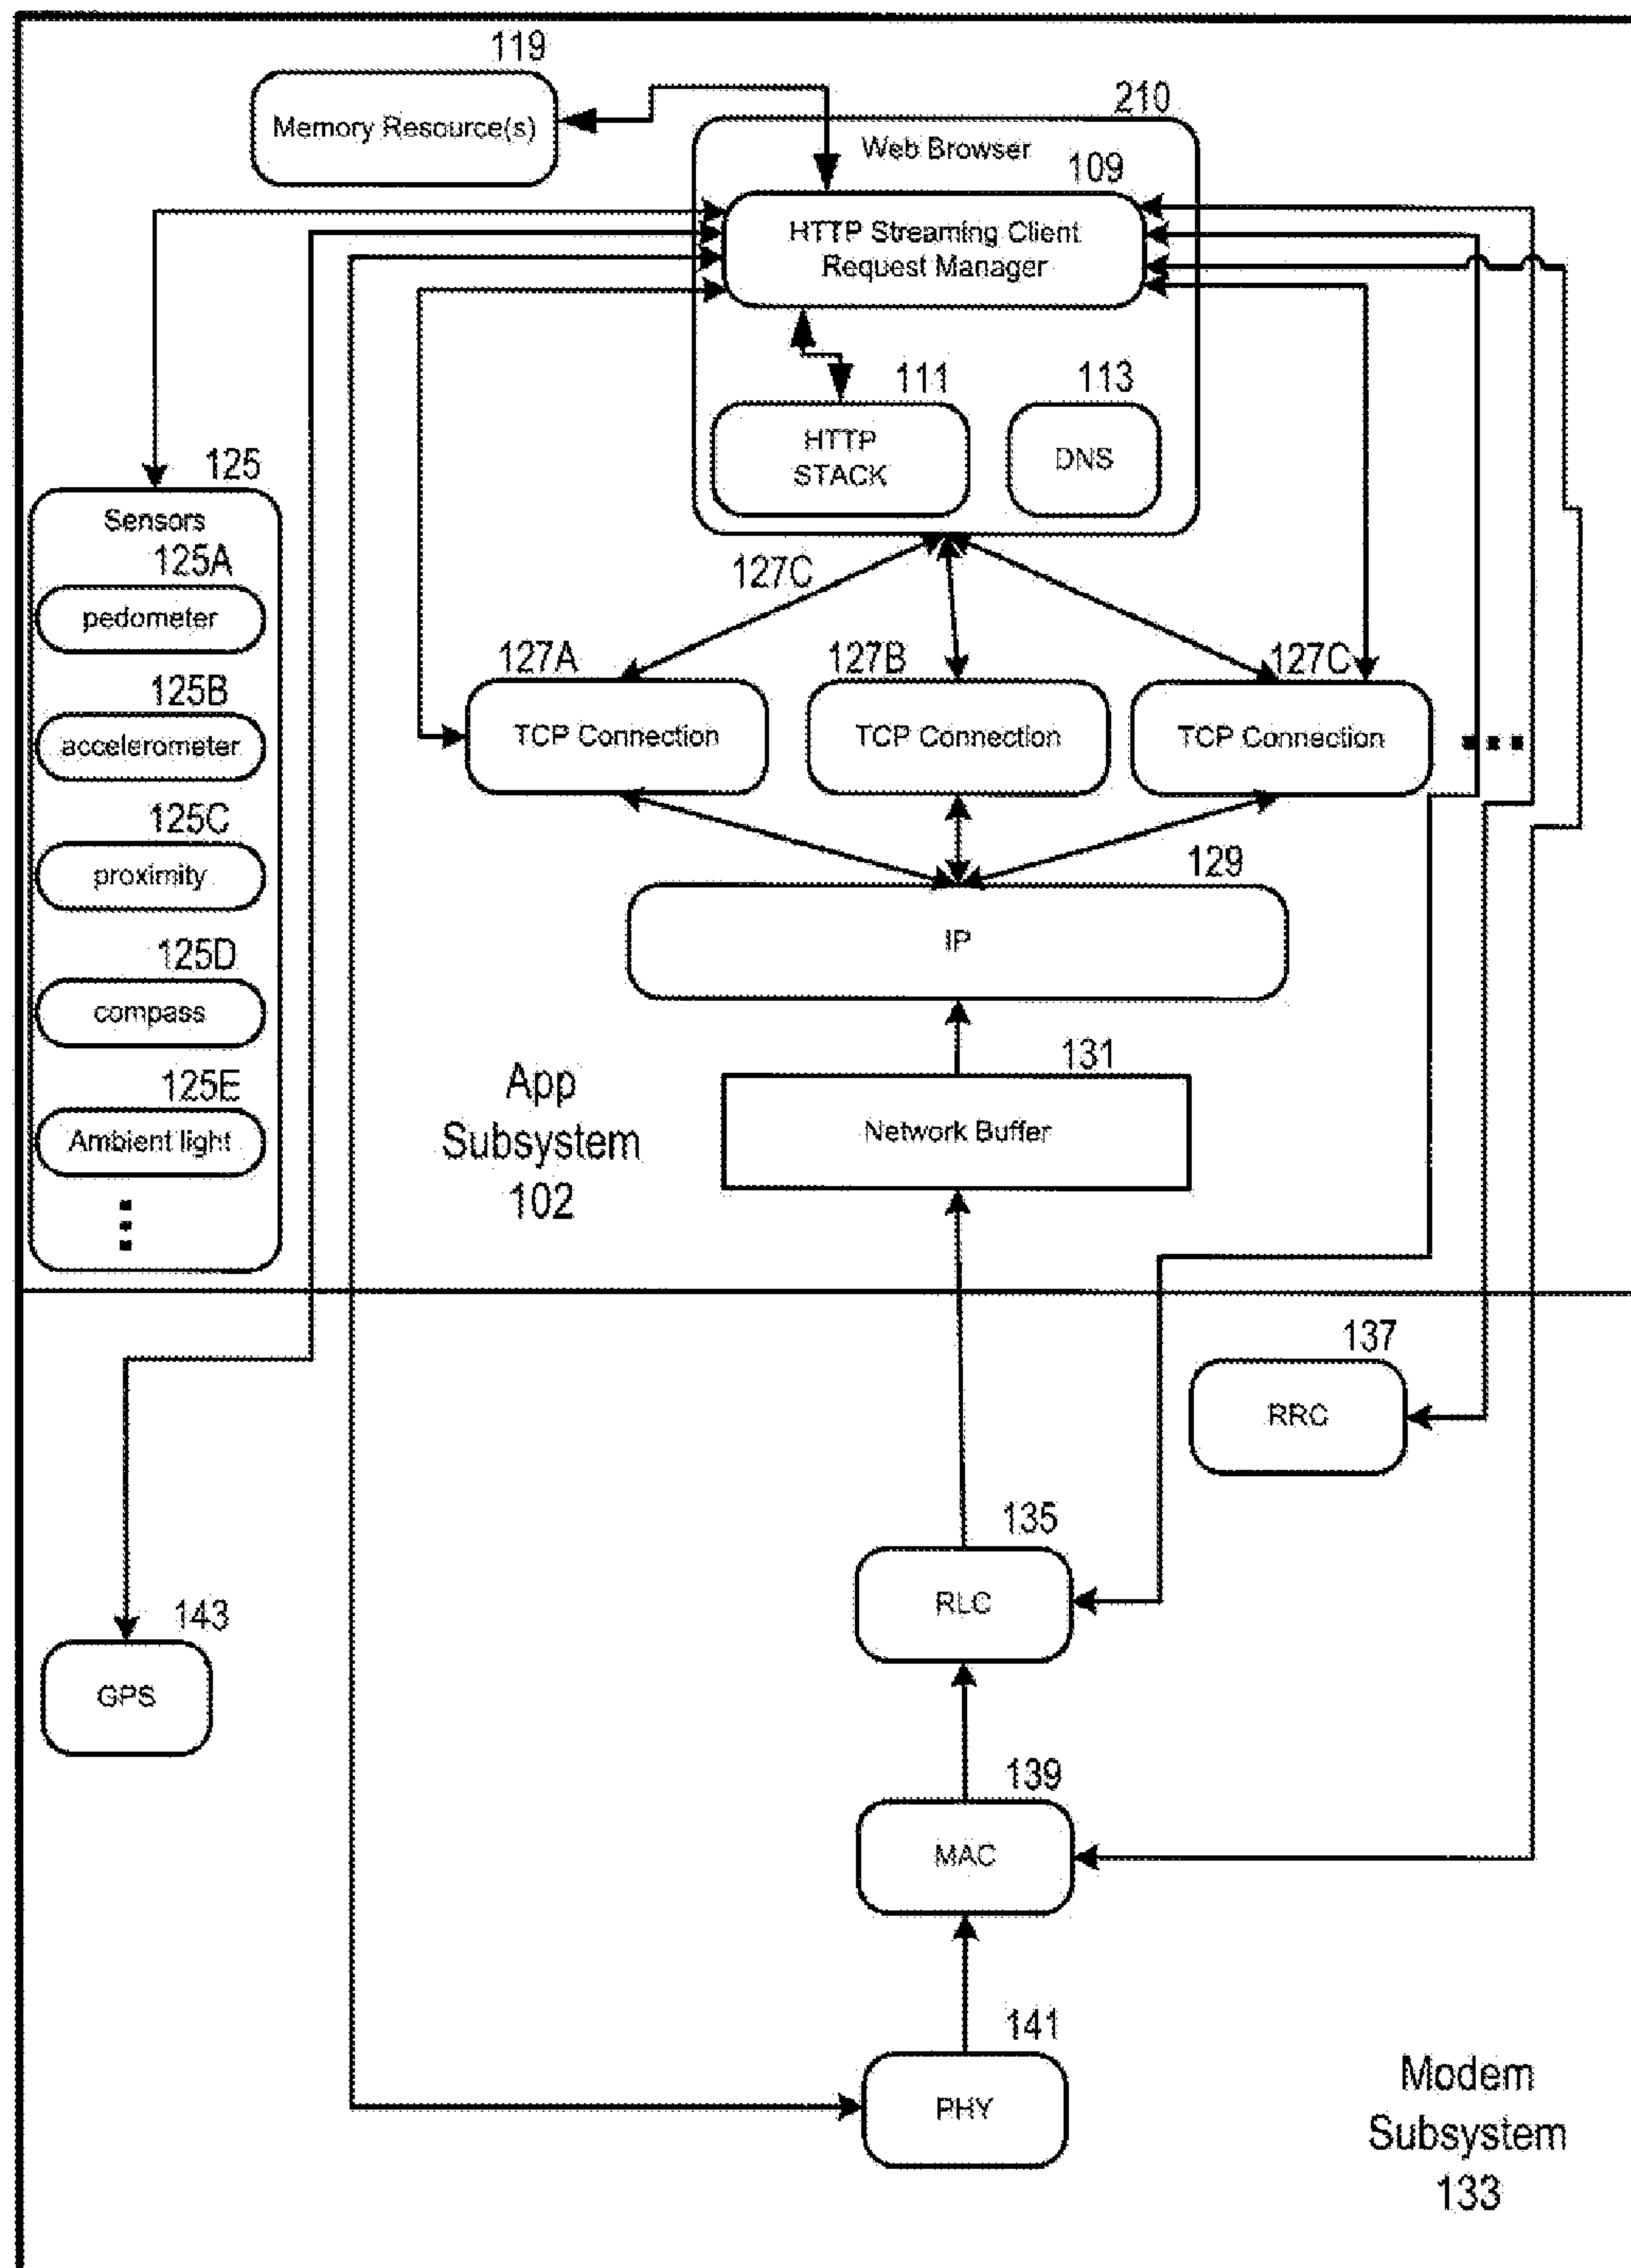 119
Memory Resource(s)
210
Web Browser
109
HTTP Streaming Client
Request Manager
111
HTTP
STACK
113
DNS
125
Sensors
125A
pedometer
125B
accelerometer
125C
proximity
125D
compass
125E
Ambient light
127C
127A
TCP Connection
127B
TCP Connection
127C
TCP Connection
129
IP
131
Network Buffer
App
Subsystem
102
137
RRC
135
RLC
143
GPS
139
MAC
141
PHY
Modem
Subsystem
133